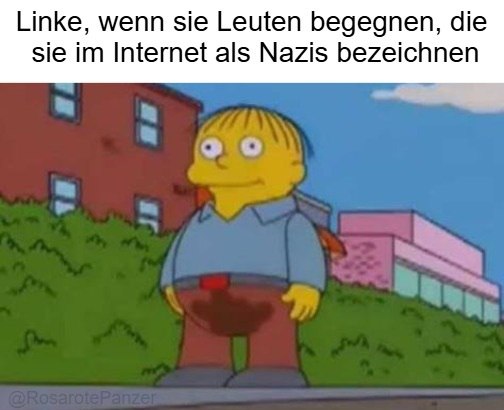 Linke, wenn sie Leuten begegnen, die
sie im Internet als Nazis bezeichnen
@RosarotePanzer